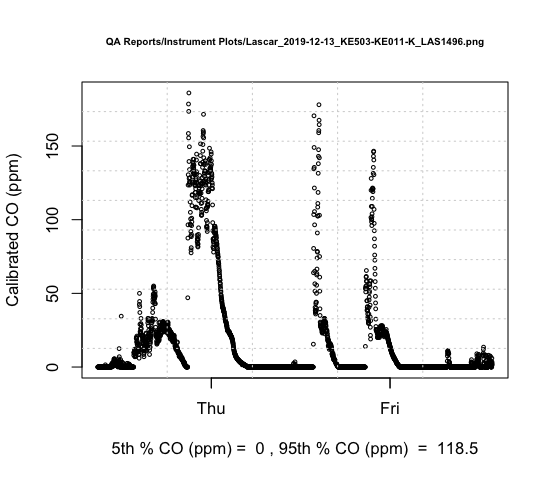 QA Reports/Instrument Plots/Lascar_2019-12-13_KE503-KE011-K_LAS1496.png
Calibrated CO (ppm)
150
100
50
0
Thu Fri
5th % CO (ppm) = 0 , 95th % CO (ppm) = 118.5